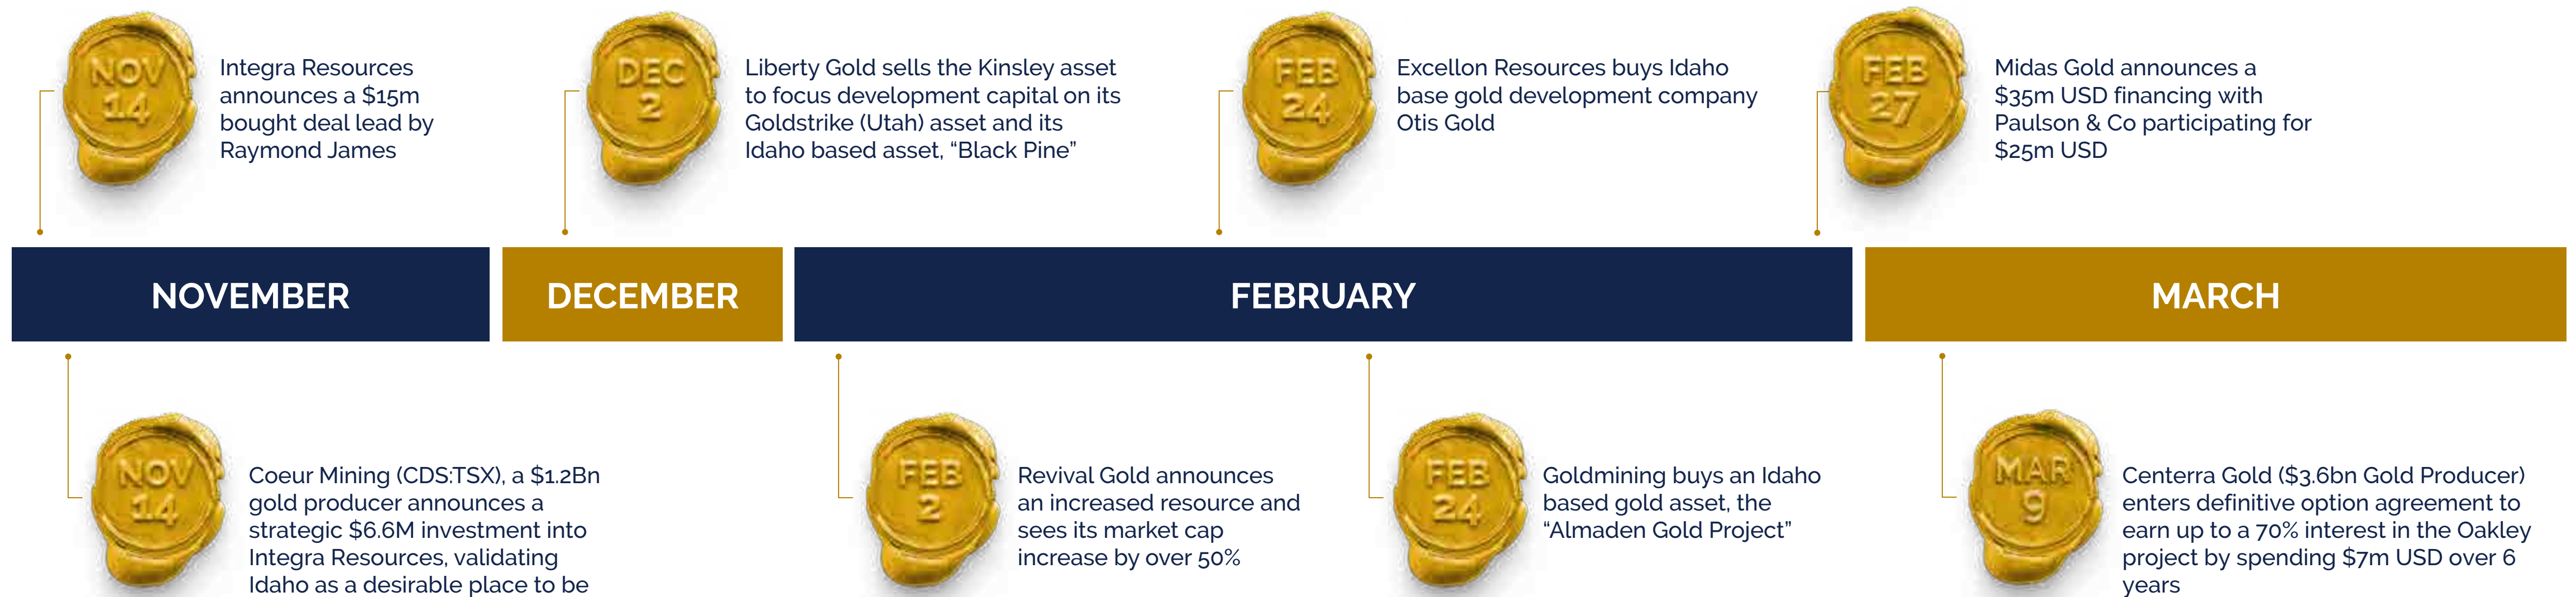 NOV
14
Integra Resources
announces a $15m
bought deal lead by
Raymond James
DEC
2
Liberty Gold sells the Kinsley asset
to focus development capital on its
Goldstrike (Utah) asset and its
Idaho based asset, “Black Pine”
FEB
24
Excellon Resources buys Idaho
base gold development company
Otis Gold
FEB
27
Midas Gold announces a
$35m USD financing with
Paulson & Co participating for
$25m USD
NOVEMBER
DECEMBER
FEBRUARY
MARCH
NOV
14
Coeur Mining (CDS:TSX), a $1.2Bn
gold producer announces a
strategic $6.6M investment into
Integra Resources, validating
Idaho as a desirable place to be
FEB
2
Revival Gold announces
an increased resource and
sees its market cap
increase by over 50%
FEB
24
Goldmining buys an Idaho
based gold asset, the
“Almaden Gold Project”
MAR
9
Centerra Gold ($3.6bn Gold Producer)
enters definitive option agreement to
earn up to a 70% interest in the Oakley
project by spending $7m USD over 6
years